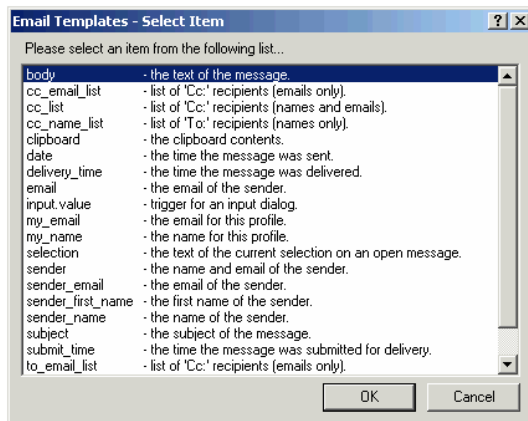 Email Templates - Select Item
Please select an item from the following list...
body - the text of the message.
cc_email_list - list of 'Cc:' recipients (emails only).
cc_list - list of 'Cc:' recipients (names and emails).
cc_name_list - list of 'To:' recipients (names only).
clipboard - the clipboard contents.
date - the time the message was sent.
delivery_time - the time the message was delivered.
email - the email of the sender.
input.value - trigger for an input dialog.
my_email - the email for this profile.
my_name - the name for this profile.
selection - the text of the current selection on an open message.
sender - the name and email of the sender.
sender_email - the email of the sender.
sender_first_name - the first name of the sender.
sender_name - the name of the sender.
subject - the subject of the message.
submit_time - the time the message was submitted for delivery.
to_email_list - list of 'Cc:' recipients (emails only).
OK Cancel